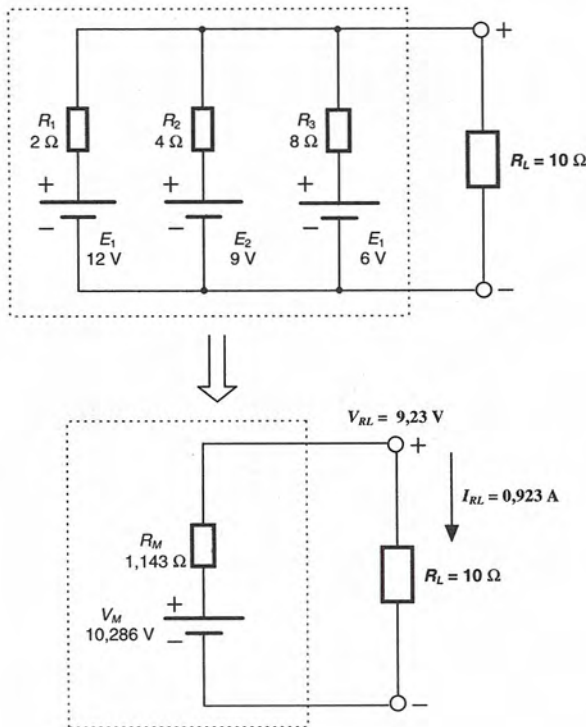 +
R1
2 Ω
R2
4 Ω
R3
8 Ω
RL = 10 Ω
+
−
+
−
+
−
E1
12 V
E2
9 V
E1
6 V
−
VRL = 9,23 V
+
IRL = 0,923 A
RM
1,143 Ω
RL = 10 Ω
VM
10,286 V
+
−
−